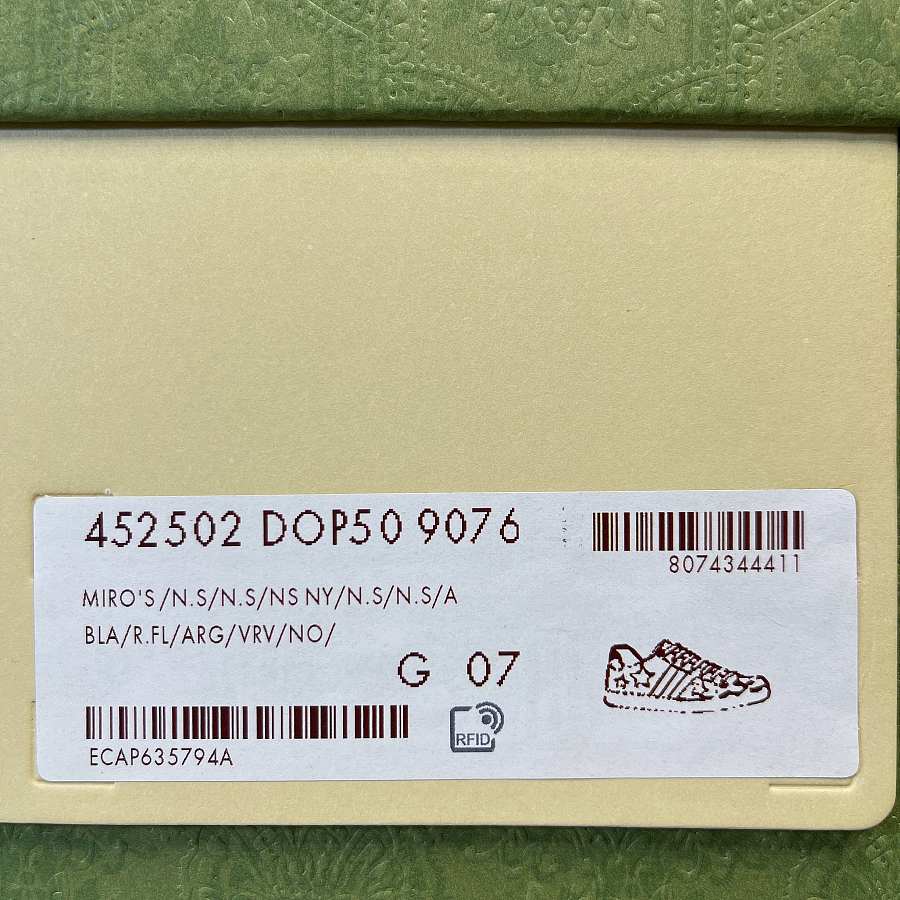 452502 DOP50 9076
8074344411
MIRO'S /N.S/N.S/NS NY/N.S/N.S/A
BLA/R.FL/ARG/VRV/NO/
G 07
RFID
ECAP635794A